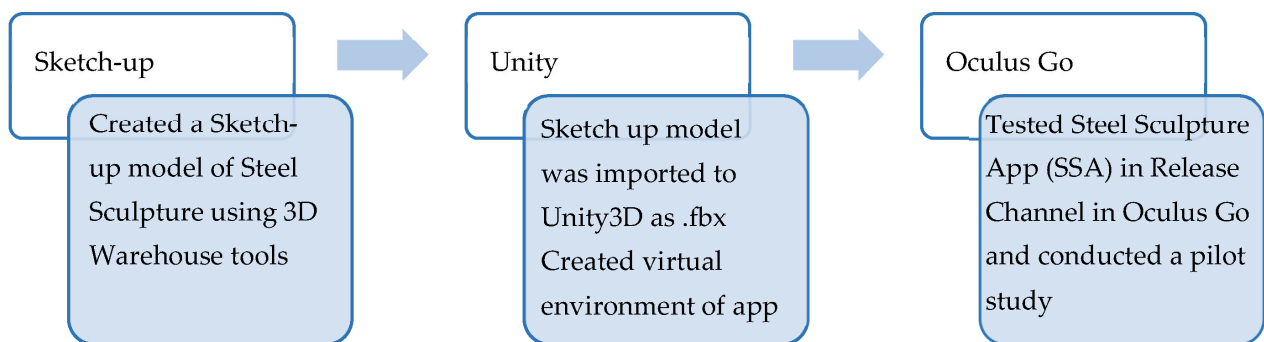 Sketch-up
Created a Sketch-
up model of Steel
Sculpture using 3D
Warehouse tools
Unity
Sketch up model
was imported to
Unity3D as .fbx
Created virtual
environment of app
Oculus Go
Tested Steel Sculpture
App (SSA) in Release
Channel in Oculus Go
and conducted a pilot
study